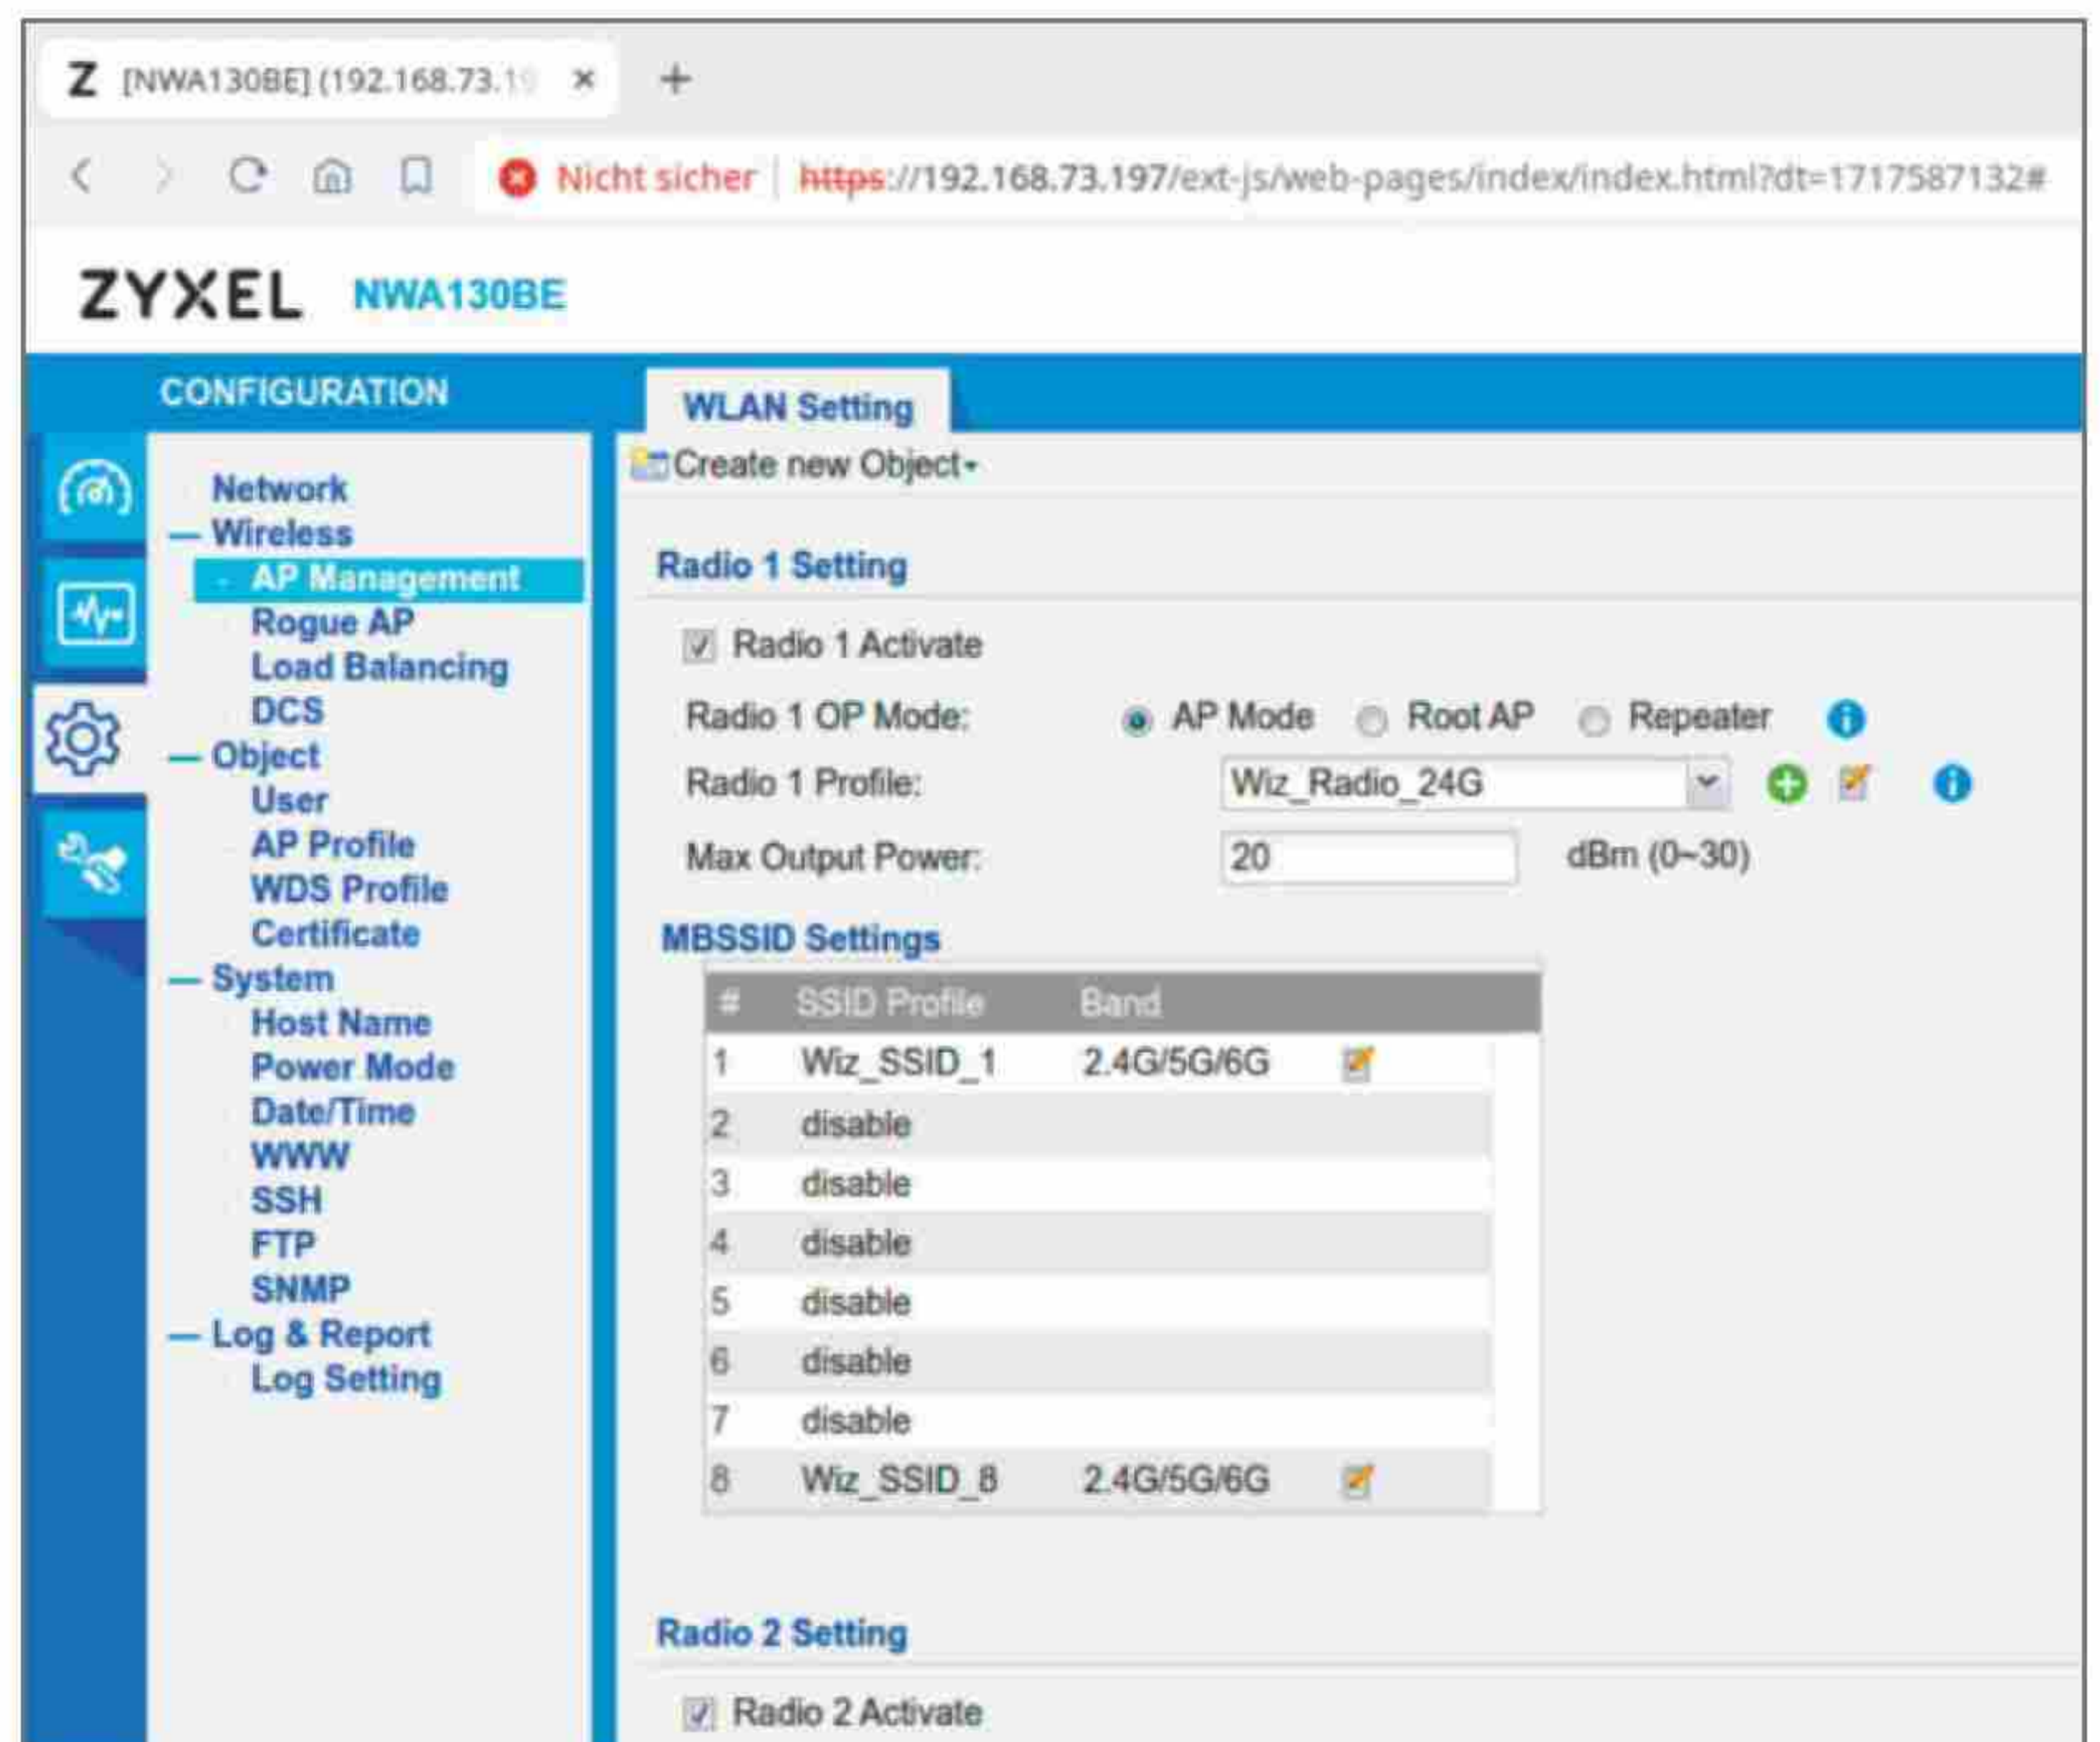 Z [NWA130BE] (192.168.73.19
Nicht sicher https://192.168.73.197/ext-js/web-pages/index/index.html?dt=1717587132#
ZYXEL NWA130BE
CONFIGURATION
Network
Wireless
AP Management
Rogue AP
Load Balancing
DCS
Object
User
AP Profile
WDS Profile
Certificate
System
Host Name
Power Mode
Date/Time
WWW
SSH
FTP
SNMP
Log & Report
Log Setting
WLAN Setting
Create new Object
Radio 1 Setting
Radio 1 Activate
Radio 1 OP Mode: AP Mode Root AP Repeater
Radio 1 Profile: Wiz_Radio_24G
Max Output Power: 20 dBm (0~30)
MBSSID Settings
# SSID Profile Band
1 Wiz_SSID_1 2.4G/5G/6G
2 disable
3 disable
4 disable
5 disable
6 disable
7 disable
8 Wiz_SSID_8 2.4G/5G/6G
Radio 2 Setting
Radio 2 Activate